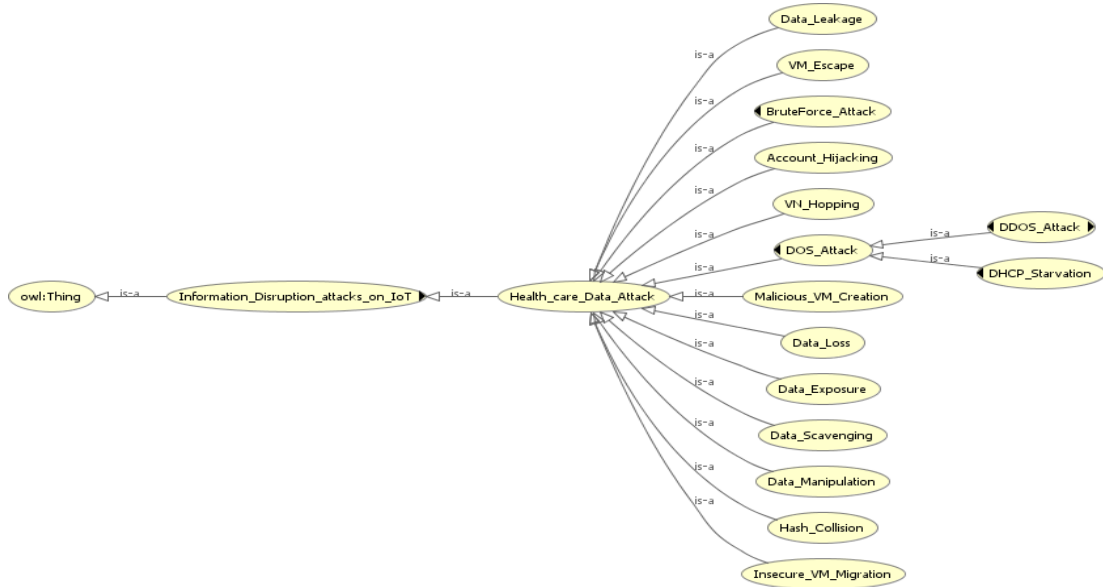 Data_Leakage
is-a
VM_Escape
is-a
BruteForce_Attack
is-a
Account_Hijacking
is-a
VN_Hopping
is-a
DOS_Attack
is-a
DDOS_Attack
is-a
DHCP_Starvation
is-a
owl:Thing
is-a
Information_Disruption_attacks_on_IoT
is-a
Health_care_Data_Attack
is-a
Malicious_VM_Creation
is-a
Data_Loss
is-a
Data_Exposure
is-a
Data_Scavenging
is-a
Data_Manipulation
is-a
Hash_Collision
is-a
Insecure_VM_Migration
is-a